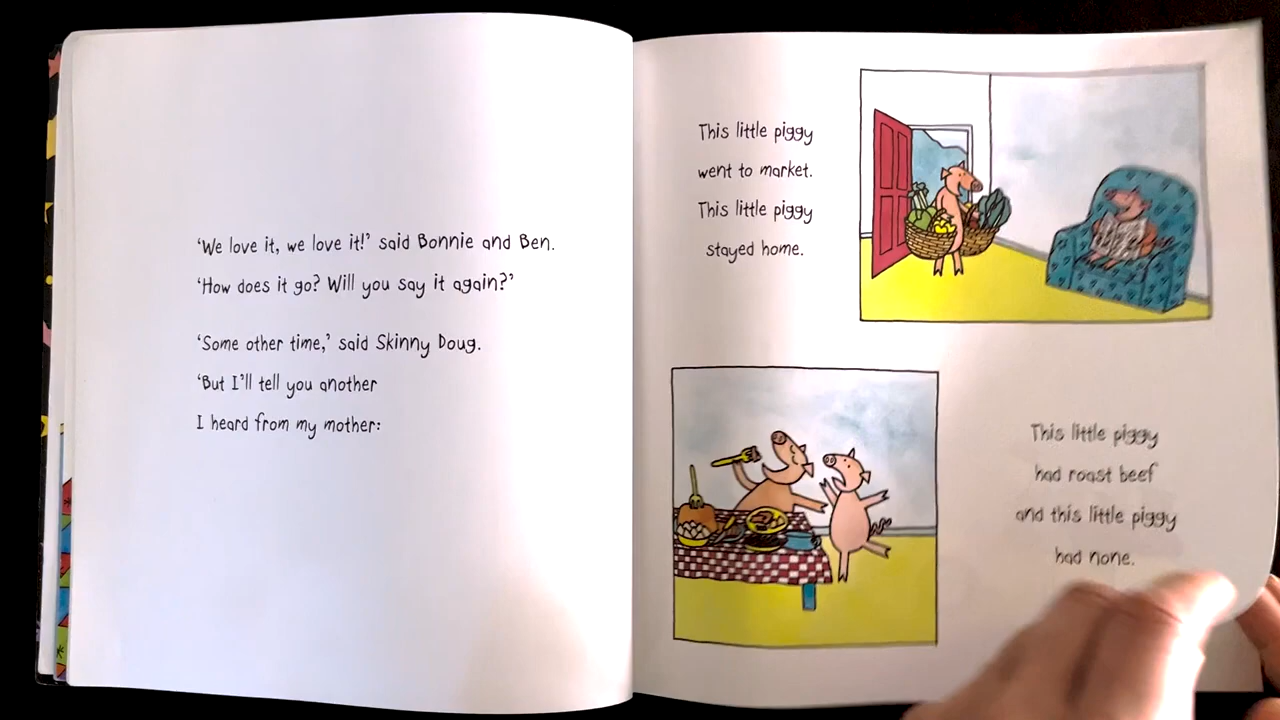 ‘We love it, we love it!’ said Bonnie and Ben.
‘How does it go? Will you say it again?’
‘Some other time,’ said Skinny Doug.
‘But I’ll tell you another
I heard from my mother:
This little piggy
went to market.
This little piggy
stayed home.
This little piggy
had roast beef
and this little piggy
had none.